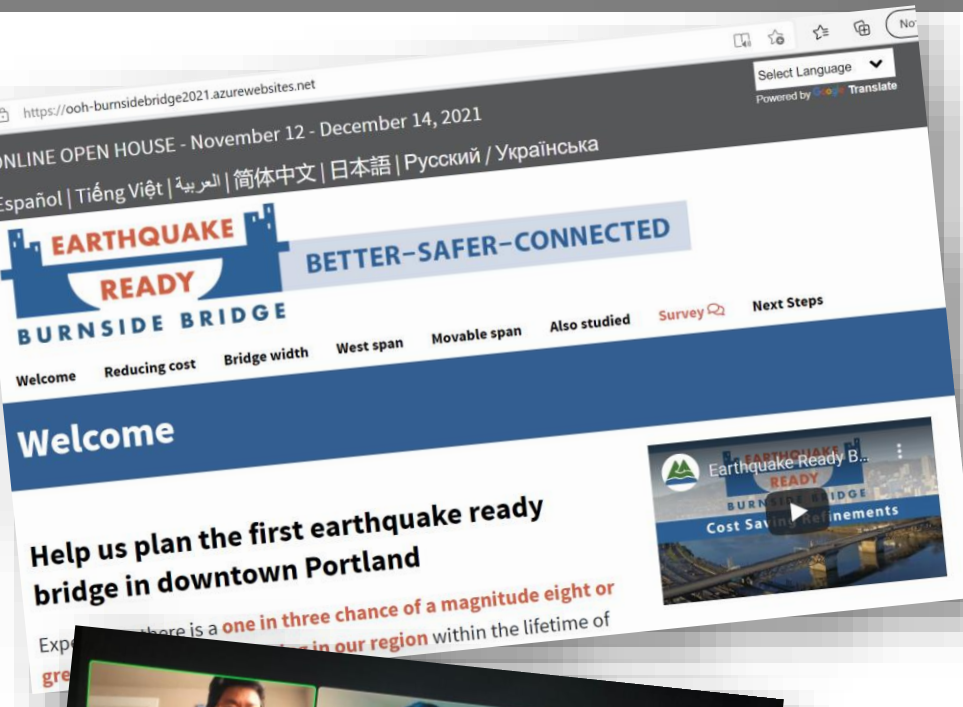 No
https://ooh-burnsidebridge2021.azurewebsites.net
Select Language
Powered by Google Translate
ONLINE OPEN HOUSE - November 12 - December 14, 2021
Español | Tiếng Việt | العربية | 简体中文 | 日本語 | Русский / Українська
EARTHQUAKE
READY
BURNSIDE BRIDGE
BETTER–SAFER–CONNECTED
Welcome Reducing cost Bridge width West span Movable span Also studied Survey Next Steps
Welcome
Earthquake Ready B...
EARTHQUAKE
READY
BURNSIDE BRIDGE
Cost Saving Refinements
Help us plan the first earthquake ready
bridge in downtown Portland
there is a one in three chance of a magnitude eight or
in our region within the lifetime of